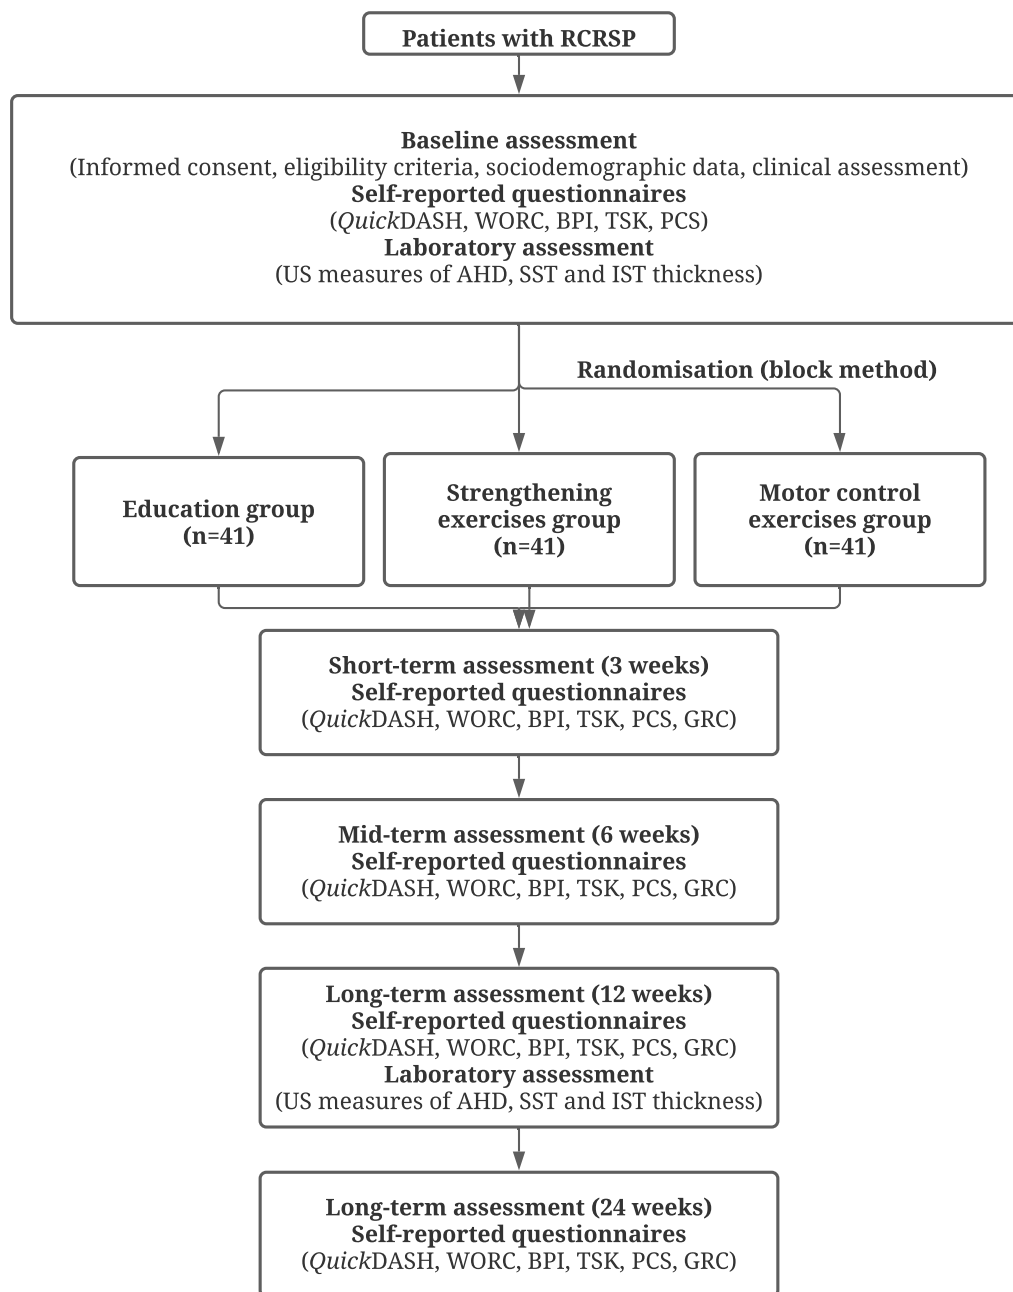 Patients with RCRSP
Baseline assessment
(Informed consent, eligibility criteria, sociodemographic data, clinical assessment)
Self-reported questionnaires
(QuickDASH, WORC, BPI, TSK, PCS)
Laboratory assessment
(US measures of AHD, SST and IST thickness)
Randomisation (block method)
Education group
(n=41)
Strengthening
exercises group
(n=41)
Motor control
exercises group
(n=41)
Short-term assessment (3 weeks)
Self-reported questionnaires
(QuickDASH, WORC, BPI, TSK, PCS, GRC)
Mid-term assessment (6 weeks)
Self-reported questionnaires
(QuickDASH, WORC, BPI, TSK, PCS, GRC)
Long-term assessment (12 weeks)
Self-reported questionnaires
(QuickDASH, WORC, BPI, TSK, PCS, GRC)
Laboratory assessment
(US measures of AHD, SST and IST thickness)
Long-term assessment (24 weeks)
Self-reported questionnaires
(QuickDASH, WORC, BPI, TSK, PCS, GRC)